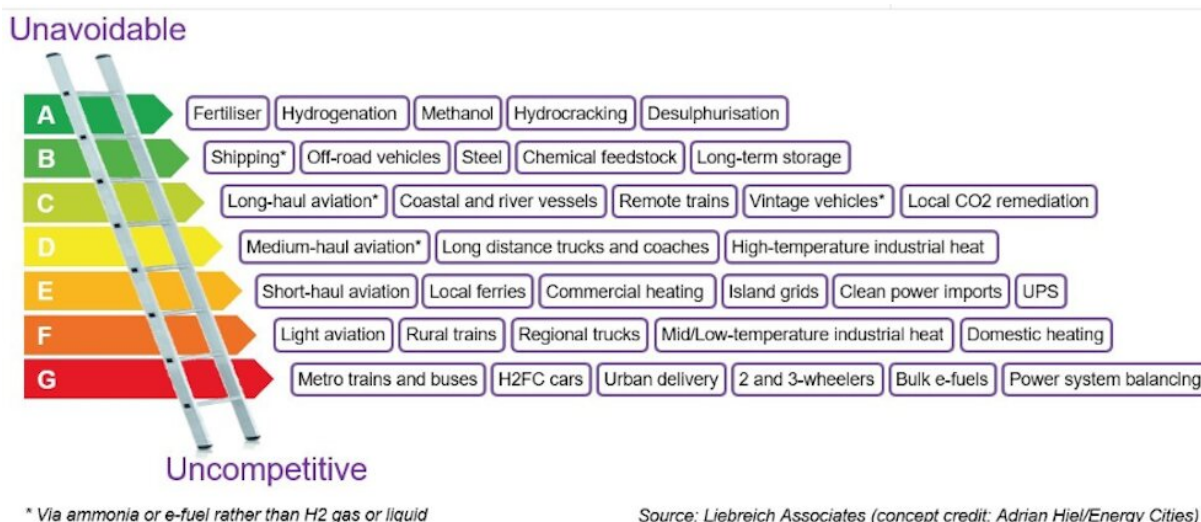 Unavoidable
A Fertiliser Hydrogenation Methanol Hydrocracking Desulphurisation
B Shipping* Off-road vehicles Steel Chemical feedstock Long-term storage
C Long-haul aviation* Coastal and river vessels Remote trains Vintage vehicles* Local CO2 remediation
D Medium-haul aviation* Long distance trucks and coaches High-temperature industrial heat
E Short-haul aviation Local ferries Commercial heating Island grids Clean power imports UPS
F Light aviation Rural trains Regional trucks Mid/Low-temperature industrial heat Domestic heating
G Metro trains and buses H2FC cars Urban delivery 2 and 3-wheelers Bulk e-fuels Power system balancing
Uncompetitive
* Via ammonia or e-fuel rather than H2 gas or liquid Source: Liebreich Associates (concept credit: Adrian Hiel/Energy Cities)